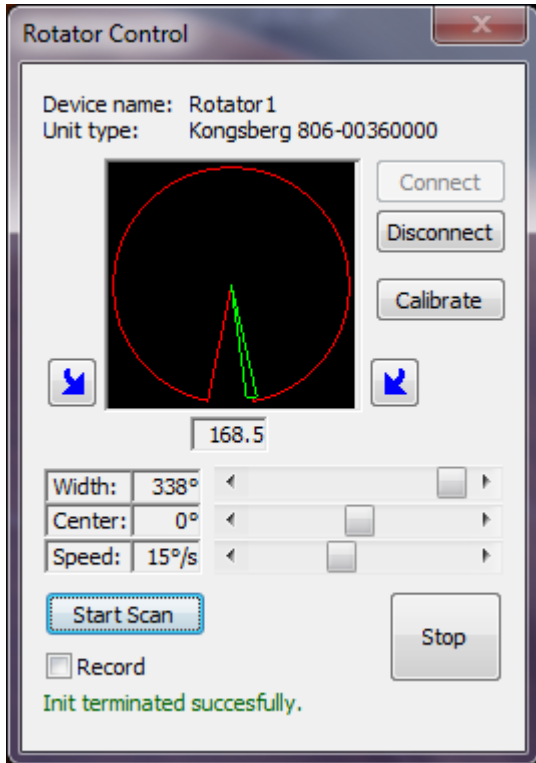 Rotator Control
Device name: Rotator1
Unit type: Kongsberg 806-00360000
Connect
Disconnect
Calibrate
168.5
Width: 338°
Center: 0°
Speed: 15°/s
Start Scan
Stop
Record
Init terminated succesfully.